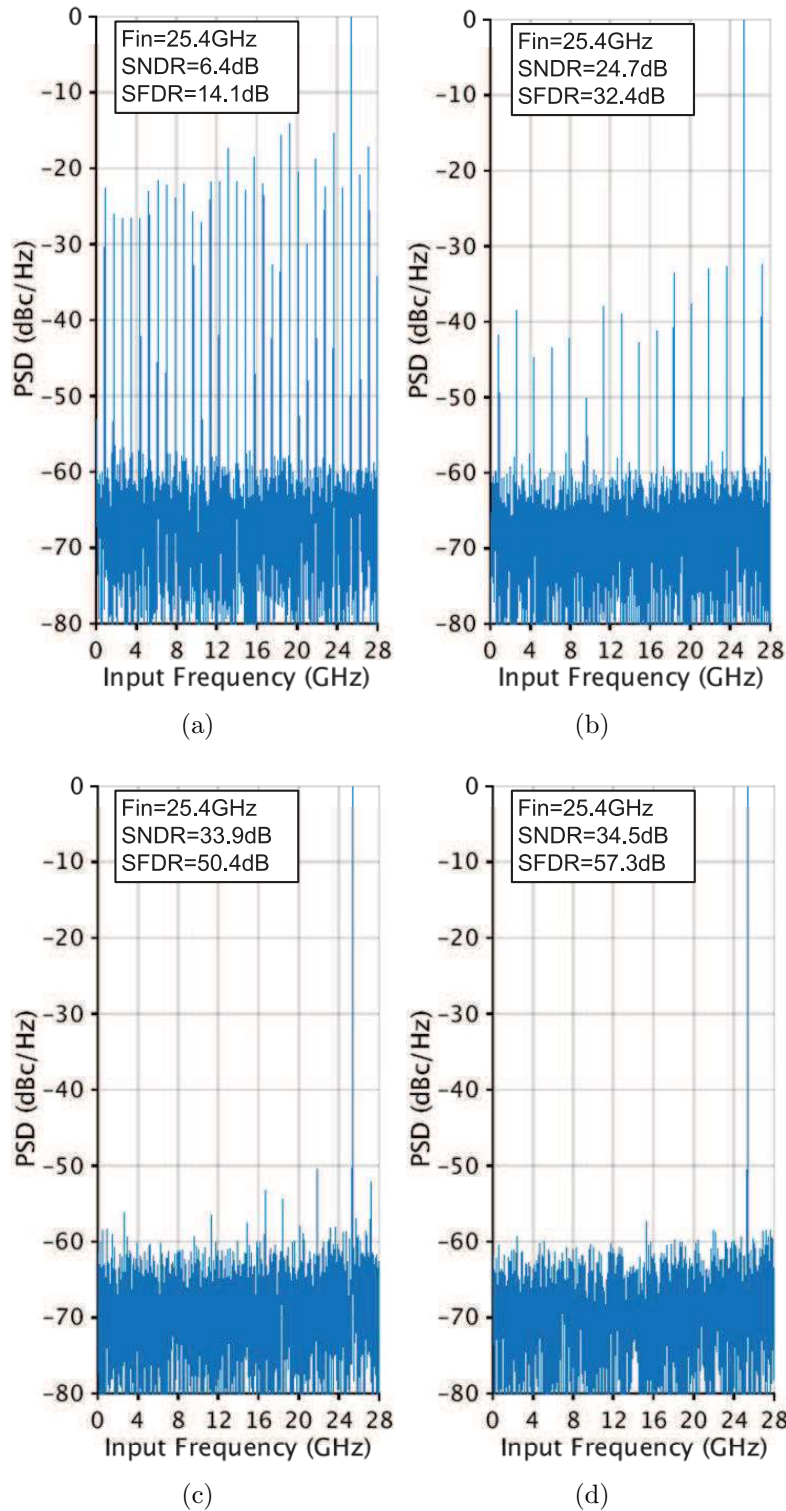 0
Fin=25.4GHz
SNDR=6.4dB
SFDR=14.1dB
-10
-20
-30
-40
-50
-60
-70
-80
PSD (dBc/Hz)
0 4 8 12 16 20 24 28
Input Frequency (GHz)
(a)
0
Fin=25.4GHz
SNDR=24.7dB
SFDR=32.4dB
-10
-20
-30
-40
-50
-60
-70
-80
PSD (dBc/Hz)
0 4 8 12 16 20 24 28
Input Frequency (GHz)
(b)
0
Fin=25.4GHz
SNDR=33.9dB
SFDR=50.4dB
-10
-20
-30
-40
-50
-60
-70
-80
PSD (dBc/Hz)
0 4 8 12 16 20 24 28
Input Frequency (GHz)
(c)
0
Fin=25.4GHz
SNDR=34.5dB
SFDR=57.3dB
-10
-20
-30
-40
-50
-60
-70
-80
PSD (dBc/Hz)
0 4 8 12 16 20 24 28
Input Frequency (GHz)
(d)